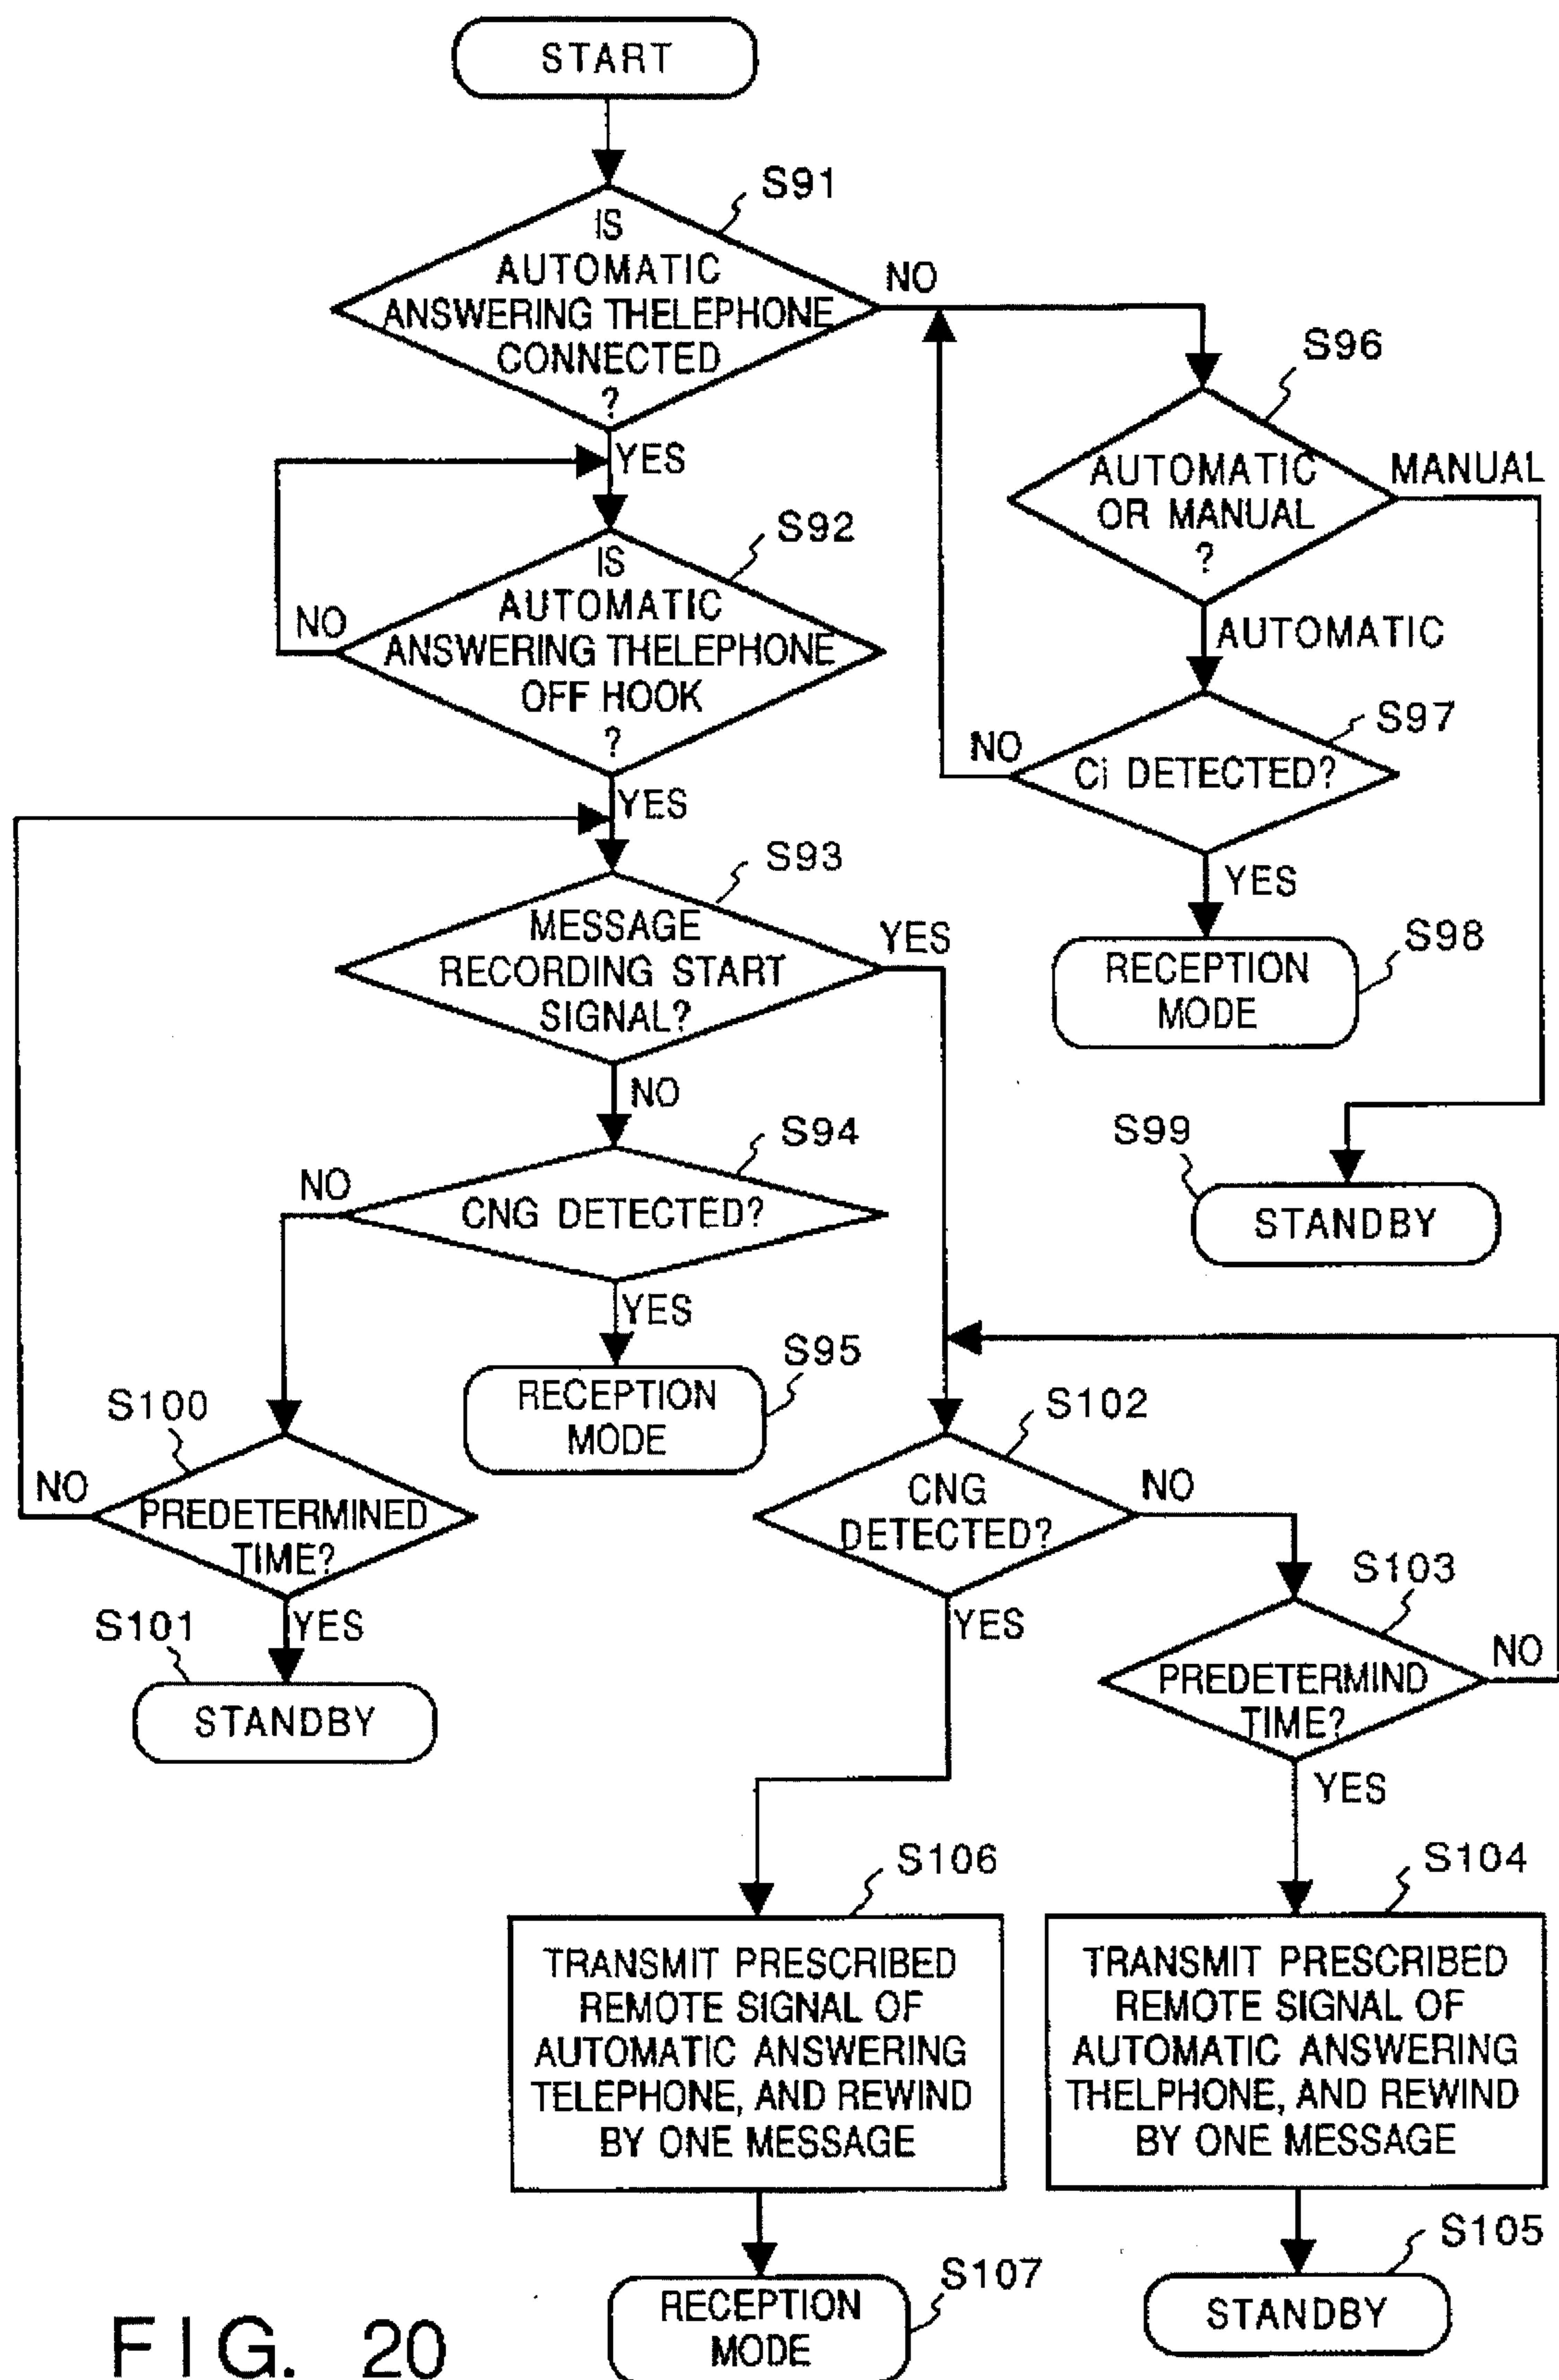 START
S91
IS
AUTOMATIC
ANSWERING THELEPHONE
CONNECTED
?
NO
YES
S96
AUTOMATIC
OR MANUAL
?
MANUAL
AUTOMATIC
S92
IS
AUTOMATIC
ANSWERING THELEPHONE
OFF HOOK
?
NO
YES
S97
Ci DETECTED?
NO
YES
S98
RECEPTION
MODE
S93
MESSAGE
RECORDING START
SIGNAL?
YES
NO
S99
STANDBY
S94
CNG DETECTED?
NO
YES
S95
RECEPTION
MODE
S100
PREDETERMINED
TIME?
NO
YES
S101
STANDBY
S102
CNG
DETECTED?
NO
YES
S103
PREDETERMIND
TIME?
NO
YES
S106
TRANSMIT PRESCRIBED
REMOTE SIGNAL OF
AUTOMATIC ANSWERING
TELEPHONE, AND REWIND
BY ONE MESSAGE
S104
TRANSMIT PRESCRIBED
REMOTE SIGNAL OF
AUTOMATIC ANSWERING
THELPHONE, AND REWIND
BY ONE MESSAGE
S107
RECEPTION
MODE
S105
STANDBY
FIG. 20